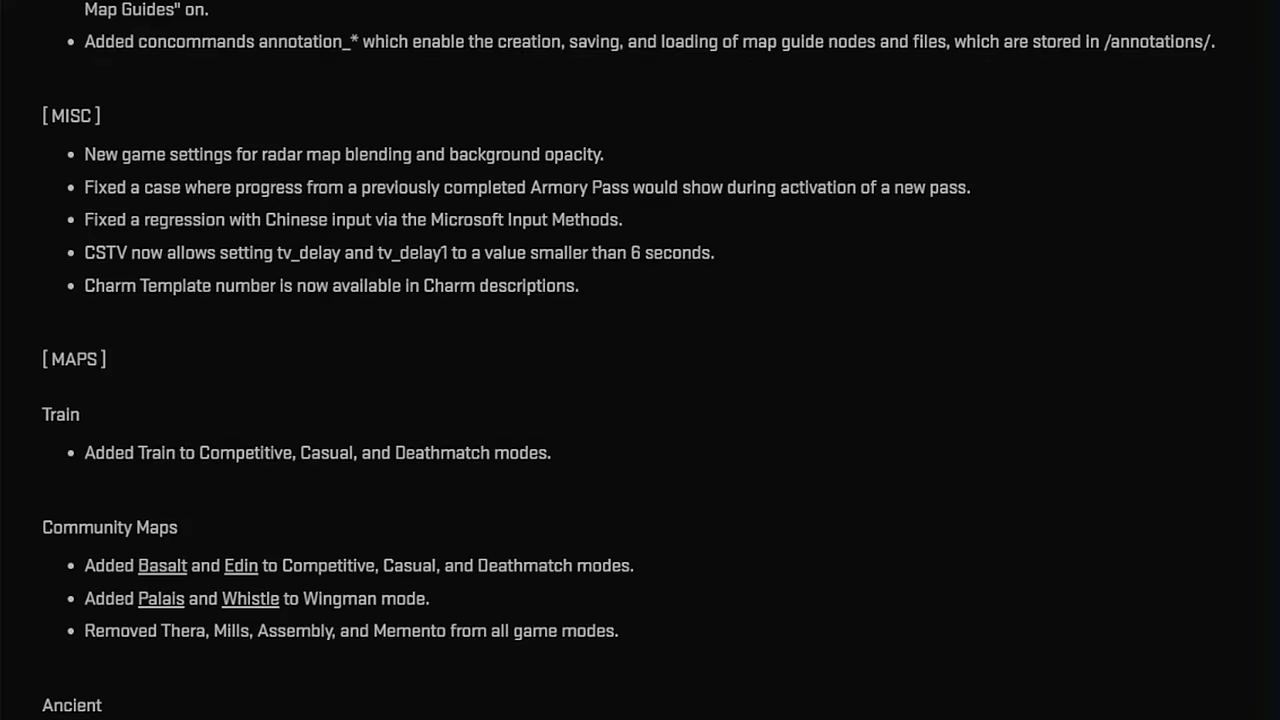 Map Guides" on.
• Added concommands annotation_* which enable the creation, saving, and loading of map guide nodes and files, which are stored in /annotations/.
[ MISC ]
• New game settings for radar map blending and background opacity.
• Fixed a case where progress from a previously completed Armory Pass would show during activation of a new pass.
• Fixed a regression with Chinese input via the Microsoft Input Methods.
• CSTV now allows setting tv_delay and tv_delay1 to a value smaller than 6 seconds.
• Charm Template number is now available in Charm descriptions.
[ MAPS ]
Train
• Added Train to Competitive, Casual, and Deathmatch modes.
Community Maps
• Added Basalt and Edin to Competitive, Casual, and Deathmatch modes.
• Added Palais and Whistle to Wingman mode.
• Removed Thera, Mills, Assembly, and Memento from all game modes.
Ancient